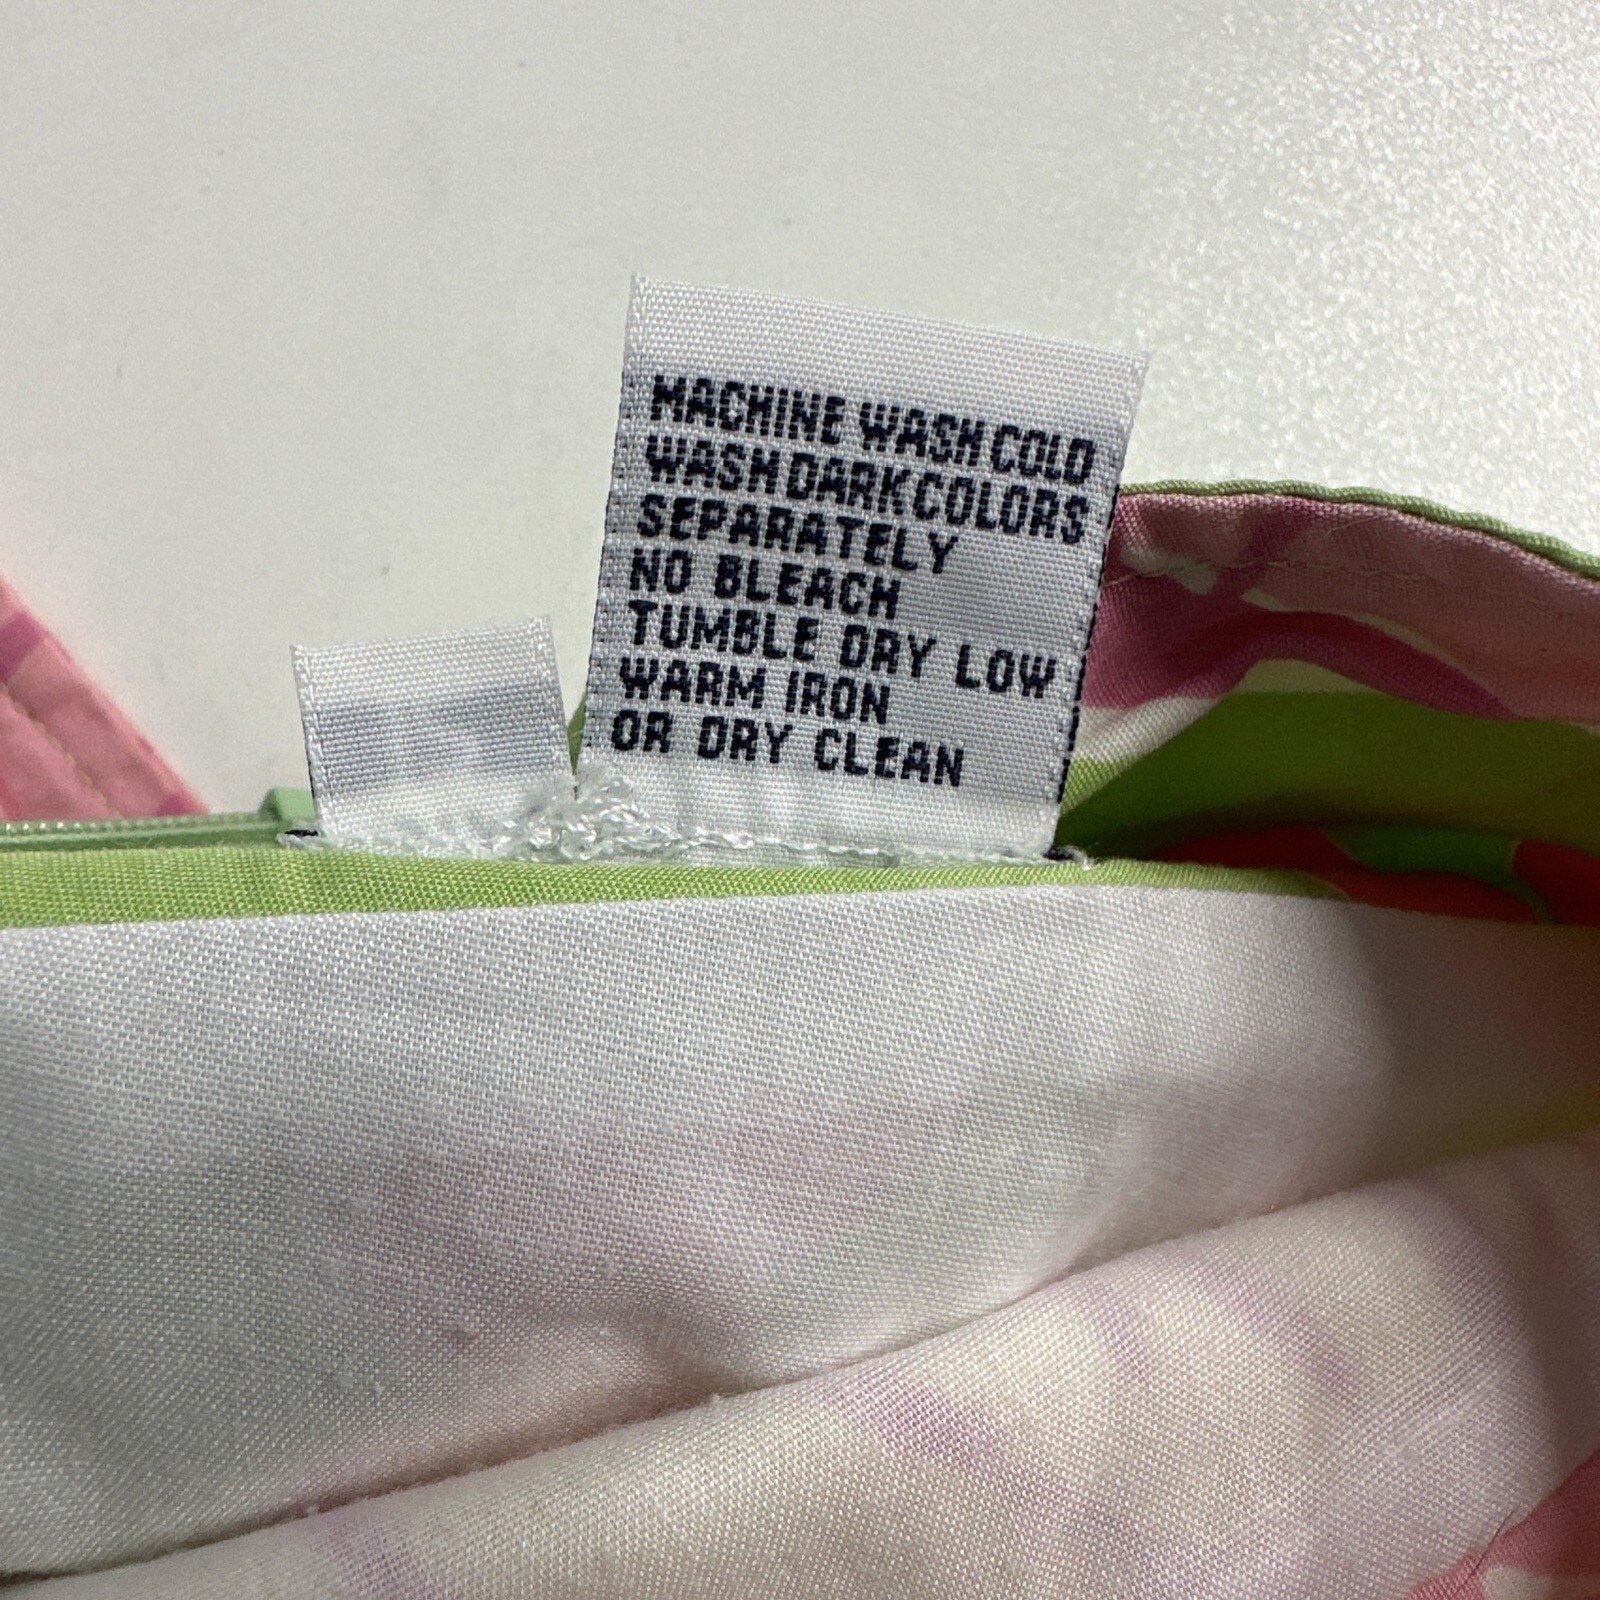 MACHINE WASH COLD
WASH DARK COLORS
SEPARATELY
NO BLEACH
TUMBLE DRY LOW
WARM IRON
OR DRY CLEAN